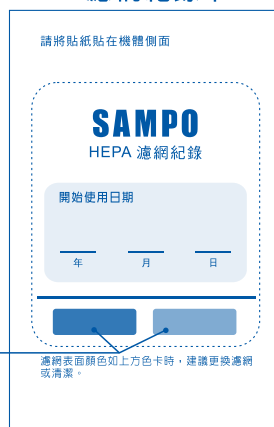 請將貼紙貼在機體側面
SAMPO
HEPA 濾網紀錄
開始使用日期
年 月 日
濾網表面顏色如上方色卡時，建議更換濾網
或清潔。